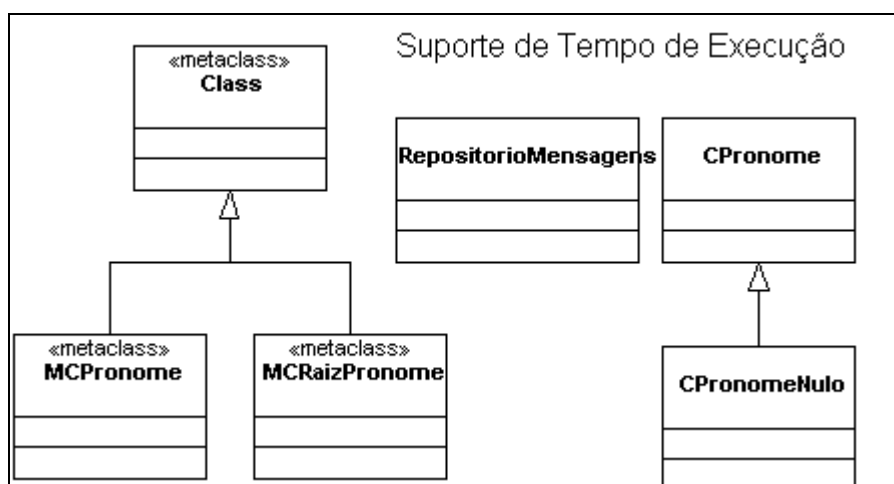 Suporte de Tempo de Execução
«metaclass»
Class
RepositorioMensagens
CPronome
«metaclass»
MCPronome
«metaclass»
MCRaizPronome
CPronomeNulo